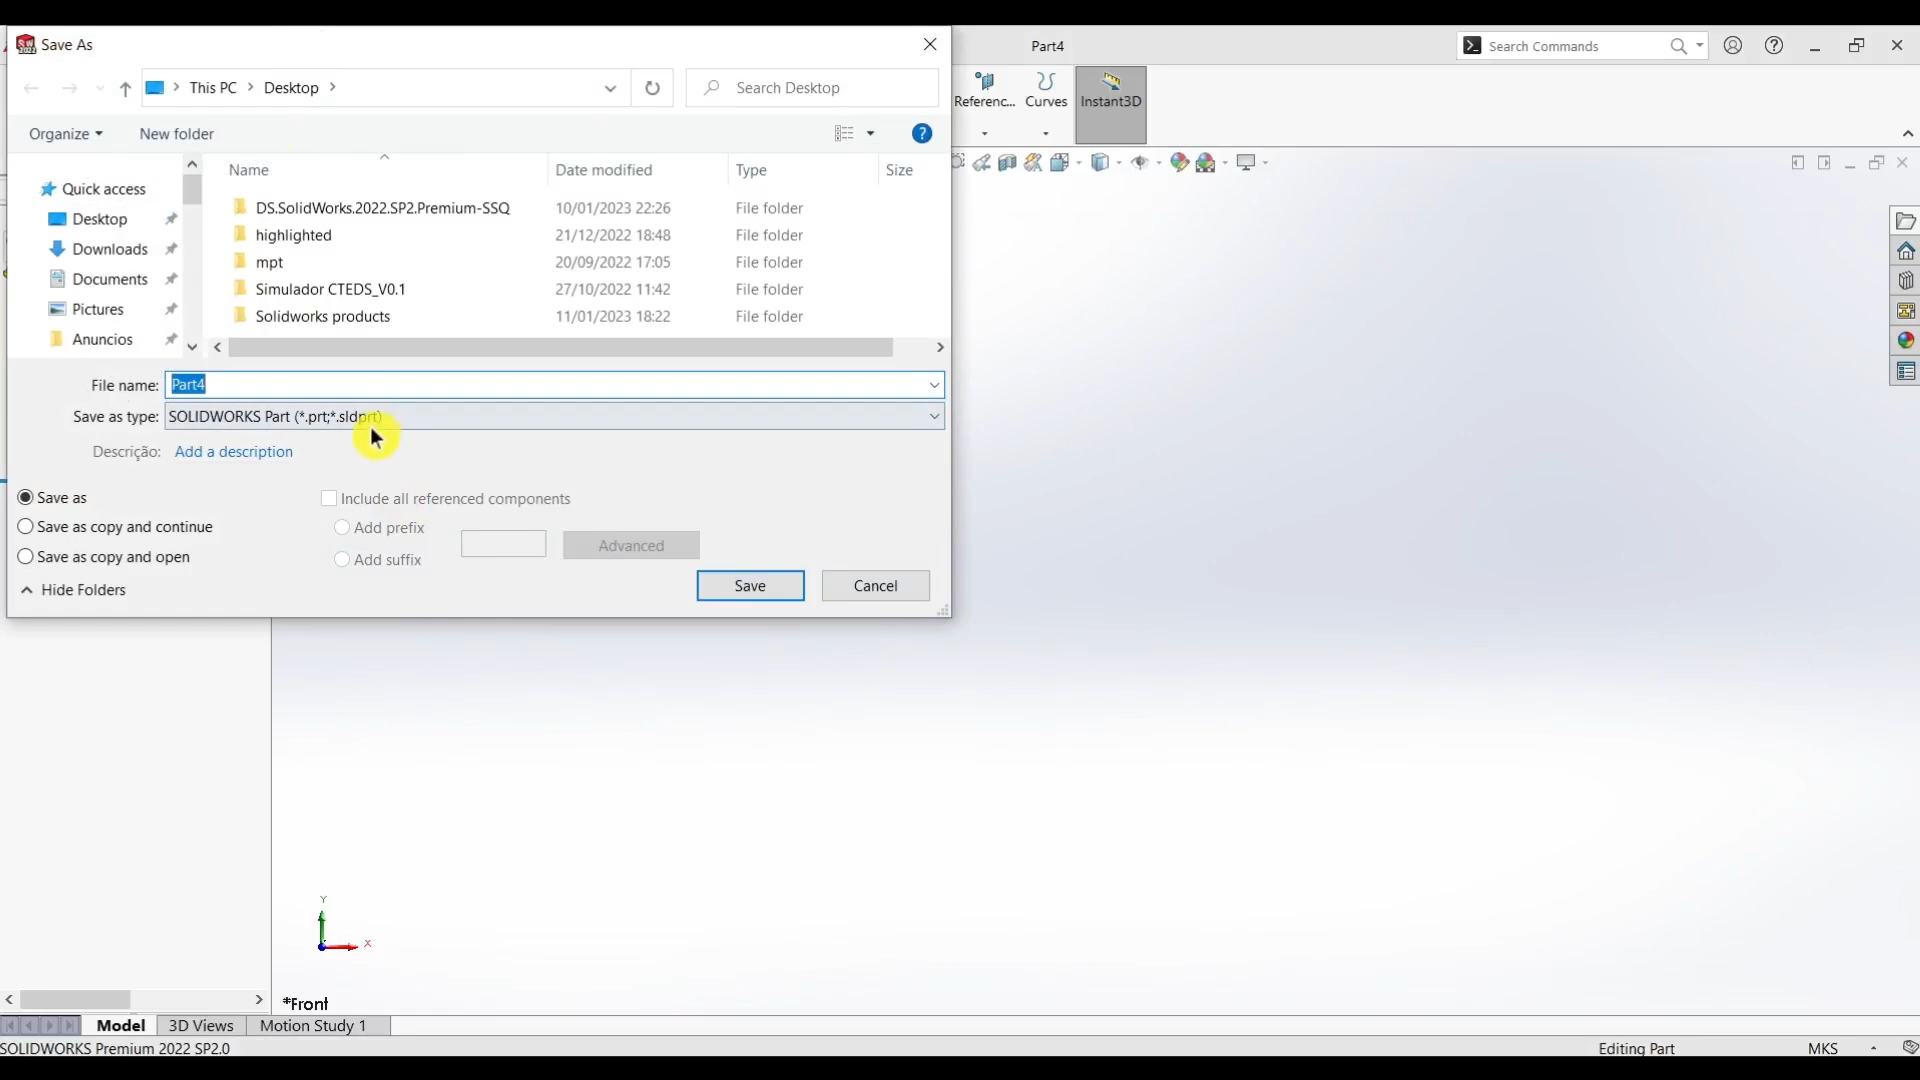 Save As
Part4
Search Commands
This PC
Desktop
Search Desktop
Referenc...
Curves
Instant3D
Organize
New folder
Name
Date modified
Type
Size
Quick access
Desktop
Downloads
Documents
Pictures
Anuncios
DS.SolidWorks.2022.SP2.Premium-SSQ 10/01/2023 22:26 File folder
highlighted 21/12/2022 18:48 File folder
mpt 20/09/2022 17:05 File folder
Simulador CTEDS_V0.1 27/10/2022 11:42 File folder
Solidworks products 11/01/2023 18:22 File folder
File name: Part4
Save as type: SOLIDWORKS Part (*.prt;*.sldprt)
Descrição: Add a description
Save as
Save as copy and continue
Save as copy and open
Include all referenced components
Add prefix
Add suffix
Advanced
Hide Folders
Save
Cancel
Y
X
*Front
Model
3D Views
Motion Study 1
SOLIDWORKS Premium 2022 SP2.0
Editing Part
MKS